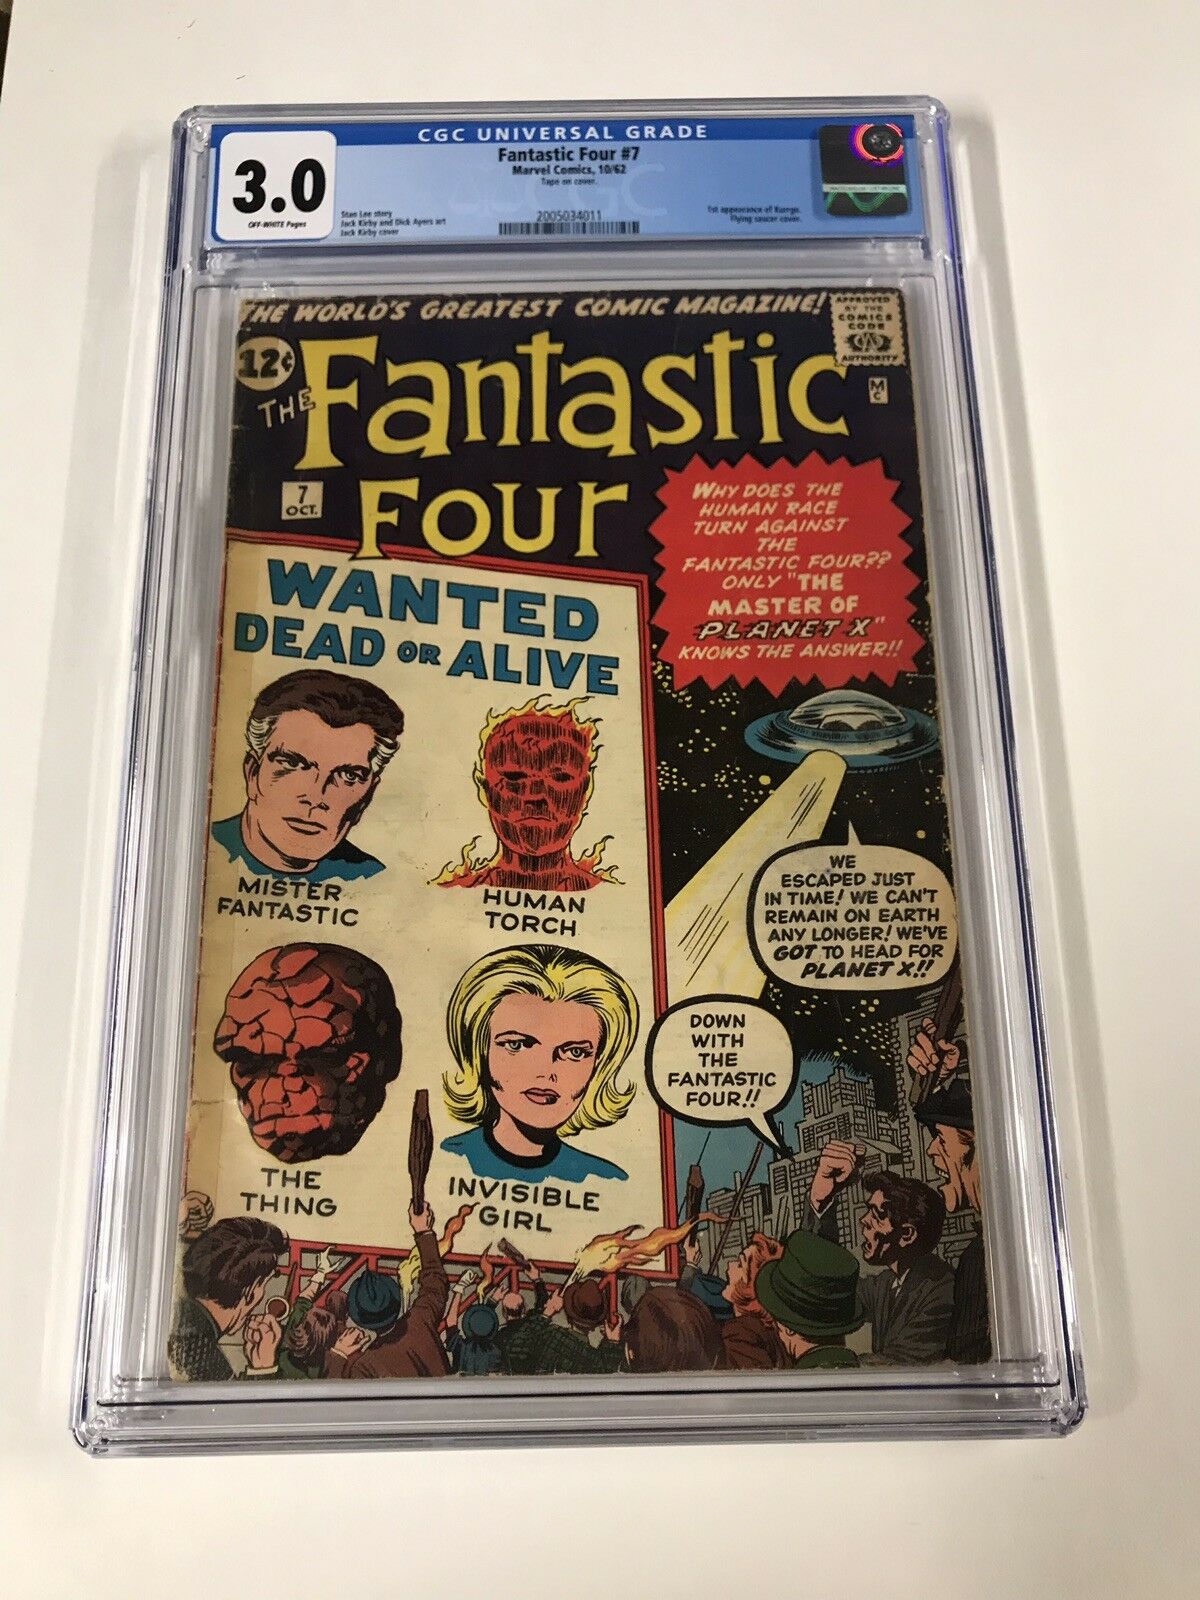 CGC UNIVERSAL GRADE
3.0
OFF-WHITE Pages
Fantastic Four #7
Marvel Comics, 10/62
Tape on cover.
Stan Lee story
Jack Kirby and Dick Ayers art
Jack Kirby cover
2005034011
1st appearance of Kurrgo.
Flying saucer cover.
CGC
THE WORLD'S GREATEST COMIC MAGAZINE!
APPROVED
BY THE
COMICS
CODE
AUTHORITY
12¢
THE
FANTASTIC
FOUR
MC
7
OCT.
WHY DOES THE
HUMAN RACE
TURN AGAINST
THE
FANTASTIC FOUR??
ONLY "THE
MASTER OF
PLANET X"
KNOWS THE ANSWER!!
WANTED
DEAD OR ALIVE
MISTER
FANTASTIC
HUMAN
TORCH
THE
THING
INVISIBLE
GIRL
WE
ESCAPED JUST
IN TIME! WE CAN'T
REMAIN ON EARTH
ANY LONGER! WE'VE
GOT TO HEAD FOR
PLANET X!!
DOWN
WITH
THE
FANTASTIC
FOUR!!